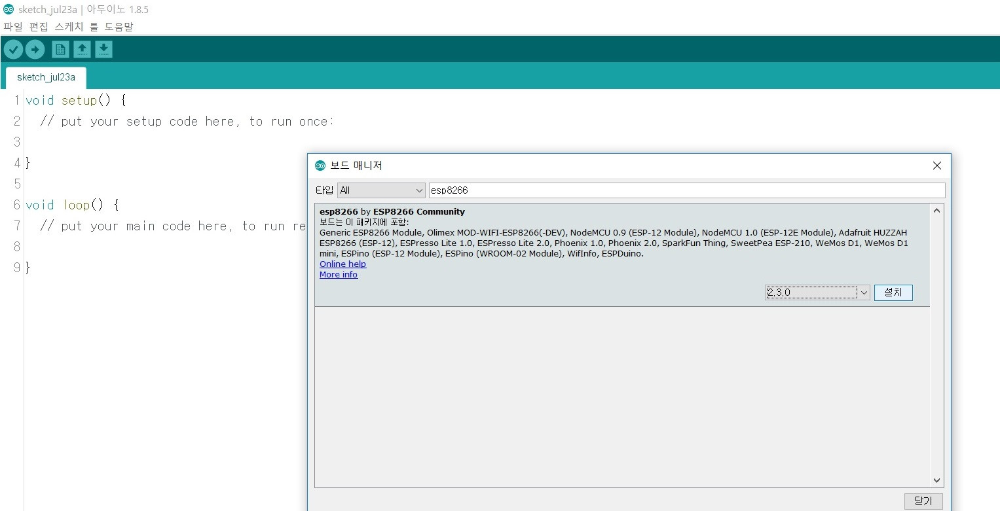 sketch_jul23a | 아두이노 1.8.5
파일 편집 스케치 툴 도움말
sketch_jul23a
1 void setup() {
2 // put your setup code here, to run once:
3
4 }
5
6 void loop() {
7 // put your main code here, to run re
8
9 }
보드 매니저
타입 All esp8266
esp8266 by ESP8266 Community
보드는 이 패키지에 포함:
Generic ESP8266 Module, Olimex MOD-WIFI-ESP8266(-DEV), NodeMCU 0.9 (ESP-12 Module), NodeMCU 1.0 (ESP-12E Module), Adafruit HUZZAH
ESP8266 (ESP-12), ESPresso Lite 1.0, ESPresso Lite 2.0, Phoenix 1.0, Phoenix 2.0, SparkFun Thing, SweetPea ESP-210, WeMos D1, WeMos D1
mini, ESPino (ESP-12 Module), ESPino (WROOM-02 Module), WifInfo, ESPDuino.
Online help
More info
2,3,0 설치
닫기